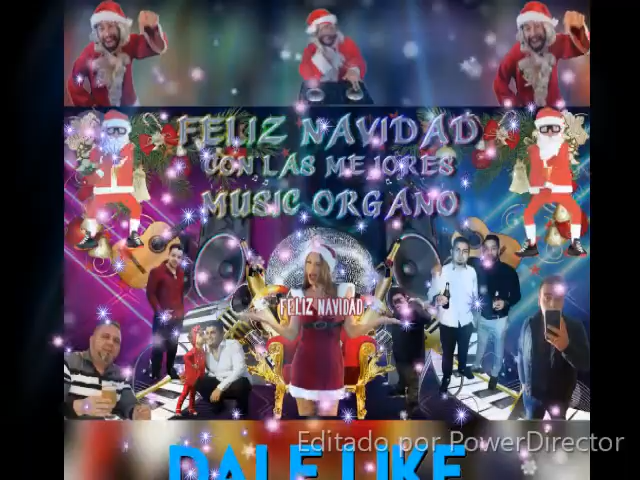 FELIZ NAVIDAD
CON LAS MEJORES
MUSIC ORGANO
FELIZ NAVIDAD
Editado por PowerDirector
DALE LIKE